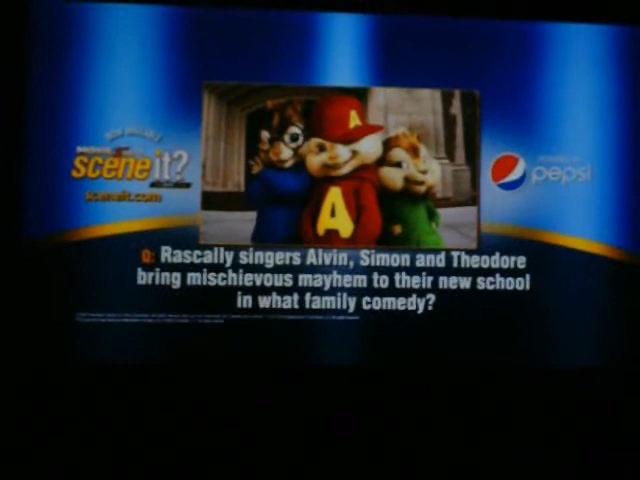 scene it?
sceneit.com
pepsi
A
A
Q: Rascally singers Alvin, Simon and Theodore
bring mischievous mayhem to their new school
in what family comedy?